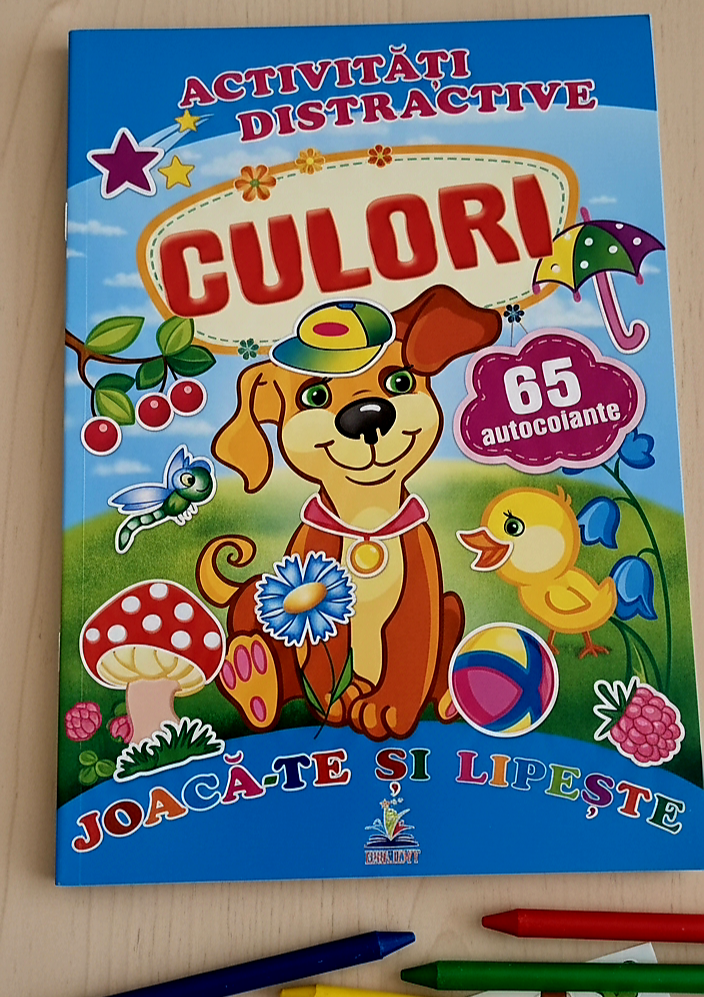 ACTIVITĂȚI
DISTRACTIVE
CULORI
65
autocolante
JOACĂ-TE ȘI LIPEȘTE